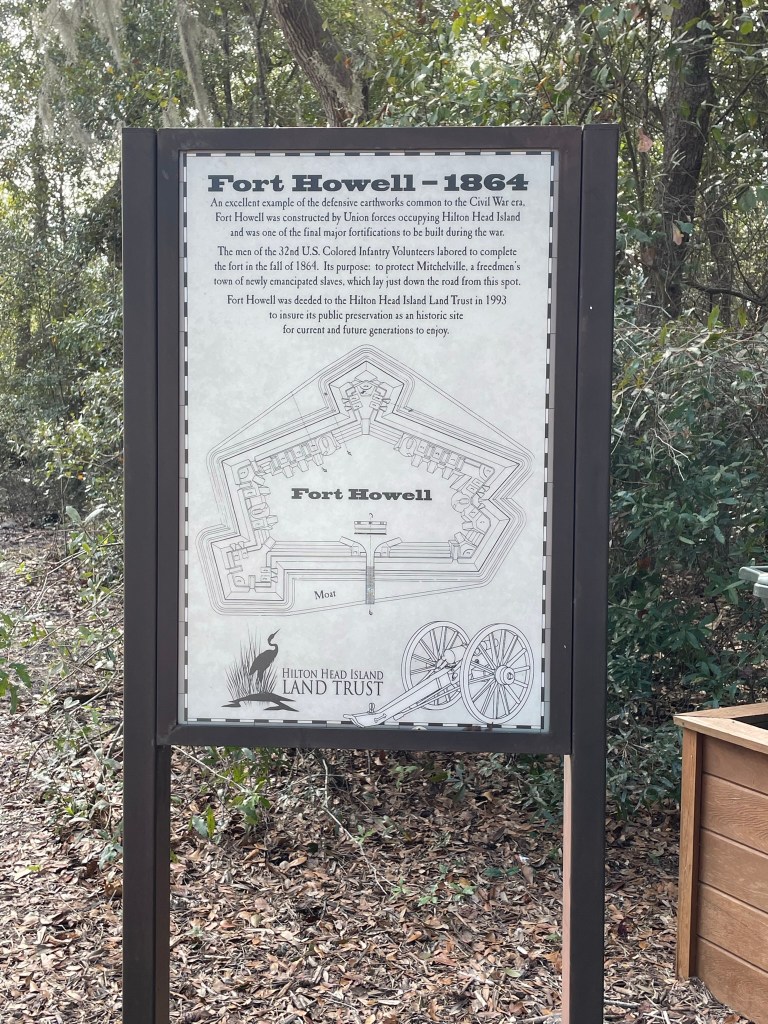 Fort Howell – 1864
An excellent example of the defensive earthworks common to the Civil War era,
Fort Howell was constructed by Union forces occupying Hilton Head Island
and was one of the final major fortifications to be built during the war.
The men of the 32nd U.S. Colored Infantry Volunteers labored to complete
the fort in the fall of 1864. Its purpose: to protect Mitchelville, a freedmen's
town of newly emancipated slaves, which lay just down the road from this spot.
Fort Howell was deeded to the Hilton Head Island Land Trust in 1993
to insure its public preservation as an historic site
for current and future generations to enjoy.
Fort Howell
Moat
Hilton Head Island
Land Trust